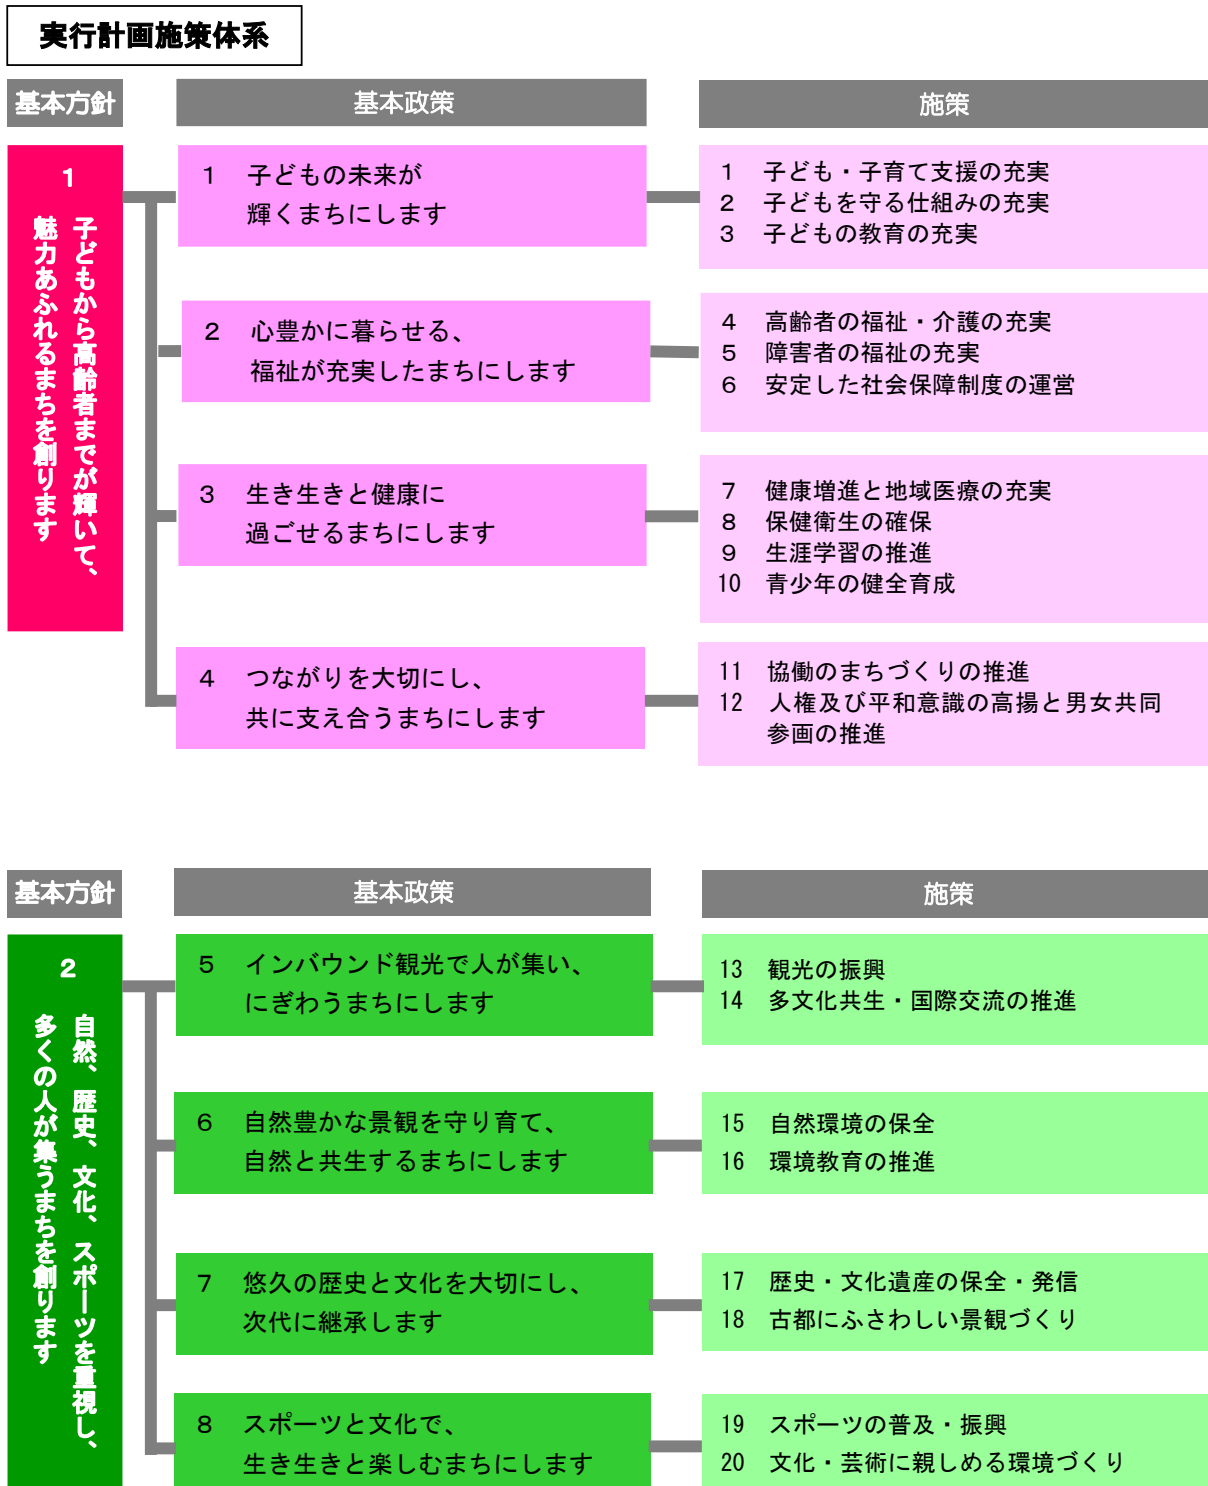 実行計画施策体系
基本方針
基本政策
施策
1
子どもから高齢者までが輝いて、
魅力あふれるまちを創ります
1 子どもの未来が
輝くまちにします
1 子ども・子育て支援の充実
2 子どもを守る仕組みの充実
3 子どもの教育の充実
2 心豊かに暮らせる、
福祉が充実したまちにします
4 高齢者の福祉・介護の充実
5 障害者の福祉の充実
6 安定した社会保障制度の運営
3 生き生きと健康に
過ごせるまちにします
7 健康増進と地域医療の充実
8 保健衛生の確保
9 生涯学習の推進
10 青少年の健全育成
4 つながりを大切にし、
共に支え合うまちにします
11 協働のまちづくりの推進
12 人権及び平和意識の高揚と男女共同
参画の推進
基本方針
基本政策
施策
2
自然、歴史、文化、スポーツを重視し、
多くの人が集うまちを創ります
5 インバウンド観光で人が集い、
にぎわうまちにします
13 観光の振興
14 多文化共生・国際交流の推進
6 自然豊かな景観を守り育て、
自然と共生するまちにします
15 自然環境の保全
16 環境教育の推進
7 悠久の歴史と文化を大切にし、
次代に継承します
17 歴史・文化遺産の保全・発信
18 古都にふさわしい景観づくり
8 スポーツと文化で、
生き生きと楽しむまちにします
19 スポーツの普及・振興
20 文化・芸術に親しめる環境づくり